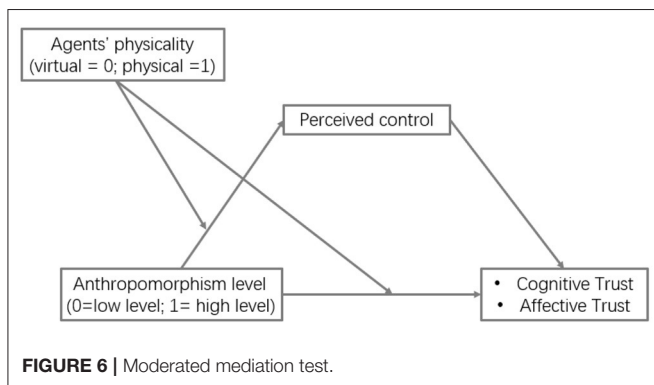 Agents' physicality
(virtual = 0; physical =1)
Perceived control
Anthropomorphism level
(0=low level; 1= high level)
• Cognitive Trust
• Affective Trust
FIGURE 6 | Moderated mediation test.